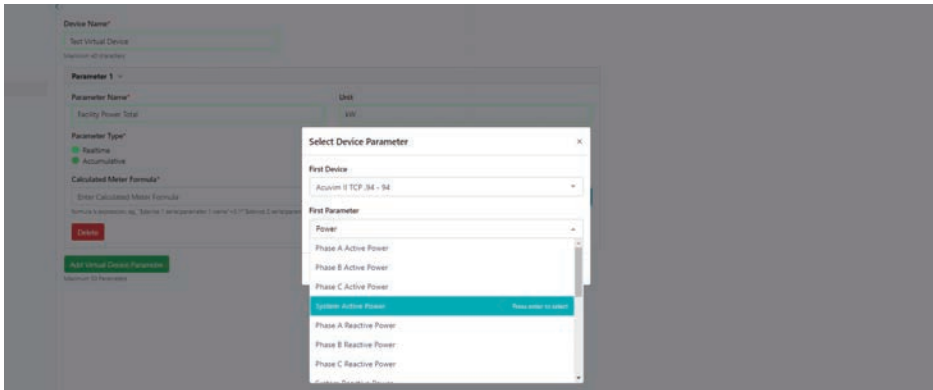 Device Name*
Test Virtual Device
Maximum 40 characters
Parameter 1
Parameter Name*
Unit
Facility Power Total
kW
Parameter Type*
Realtime
Accumulative
Calculated Meter Formula*
Enter Calculated Meter Formula
Delete
Add Virtual Device Parameter
Select Device Parameter
×
First Device
Acuvim II TCP .94 - 94
First Parameter
Power
Phase A Active Power
Phase B Active Power
Phase C Active Power
System Active Power
Press enter to select
Phase A Reactive Power
Phase B Reactive Power
Phase C Reactive Power
System Reactive Power